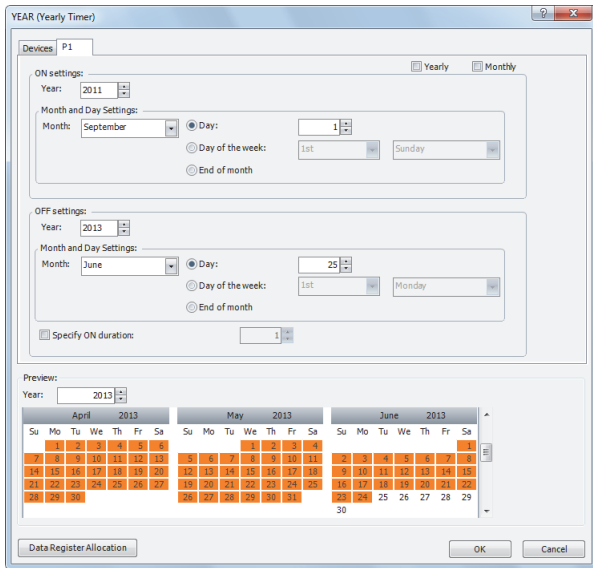 YEAR (Yearly Timer)
Devices P1
Yearly Monthly
ON settings:
Year: 2011
Month and Day Settings:
Month: September Day: 1
Day of the week: 1st Sunday
End of month
OFF settings:
Year: 2013
Month and Day Settings:
Month: June Day: 25
Day of the week: 1st Monday
End of month
Specify ON duration: 1
Preview:
Year: 2013
April 2013 May 2013 June 2013
Su Mo Tu We Th Fr Sa Su Mo Tu We Th Fr Sa Su Mo Tu We Th Fr Sa
1 2 3 4 5 6 1 2 3 4 1
7 8 9 10 11 12 13 5 6 7 8 9 10 11 2 3 4 5 6 7 8
14 15 16 17 18 19 20 12 13 14 15 16 17 18 9 10 11 12 13 14 15
21 22 23 24 25 26 27 19 20 21 22 23 24 25 16 17 18 19 20 21 22
28 29 30 26 27 28 29 30 31 23 24 25 26 27 28 29
30
Data Register Allocation OK Cancel